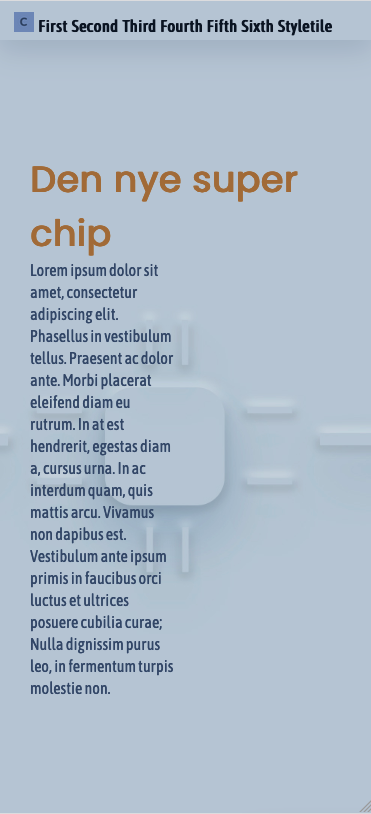 C First Second Third Fourth Fifth Sixth Styletile
Den nye super
chip
Lorem ipsum dolor sit
amet, consectetur
adipiscing elit.
Phasellus in vestibulum
tellus. Praesent ac dolor
ante. Morbi placerat
eleifend diam eu
rutrum. In at est
hendrerit, egestas diam
a, cursus urna. In ac
interdum quam, quis
mattis arcu. Vivamus
non dapibus est.
Vestibulum ante ipsum
primis in faucibus orci
luctus et ultrices
posuere cubilia curae;
Nulla dignissim purus
leo, in fermentum turpis
molestie non.